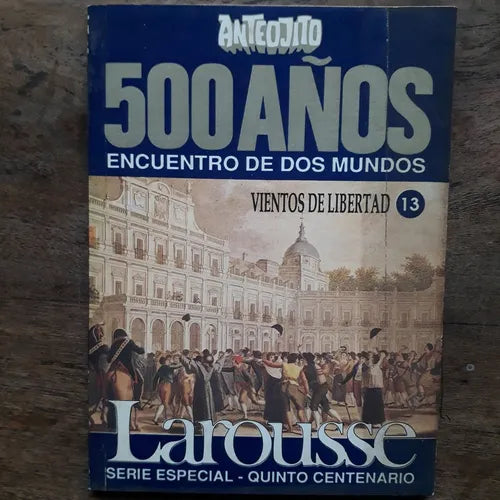 ANTEOJITO
500 AÑOS
ENCUENTRO DE DOS MUNDOS
VIENTOS DE LIBERTAD 13
Larousse
SERIE ESPECIAL - QUINTO CENTENARIO